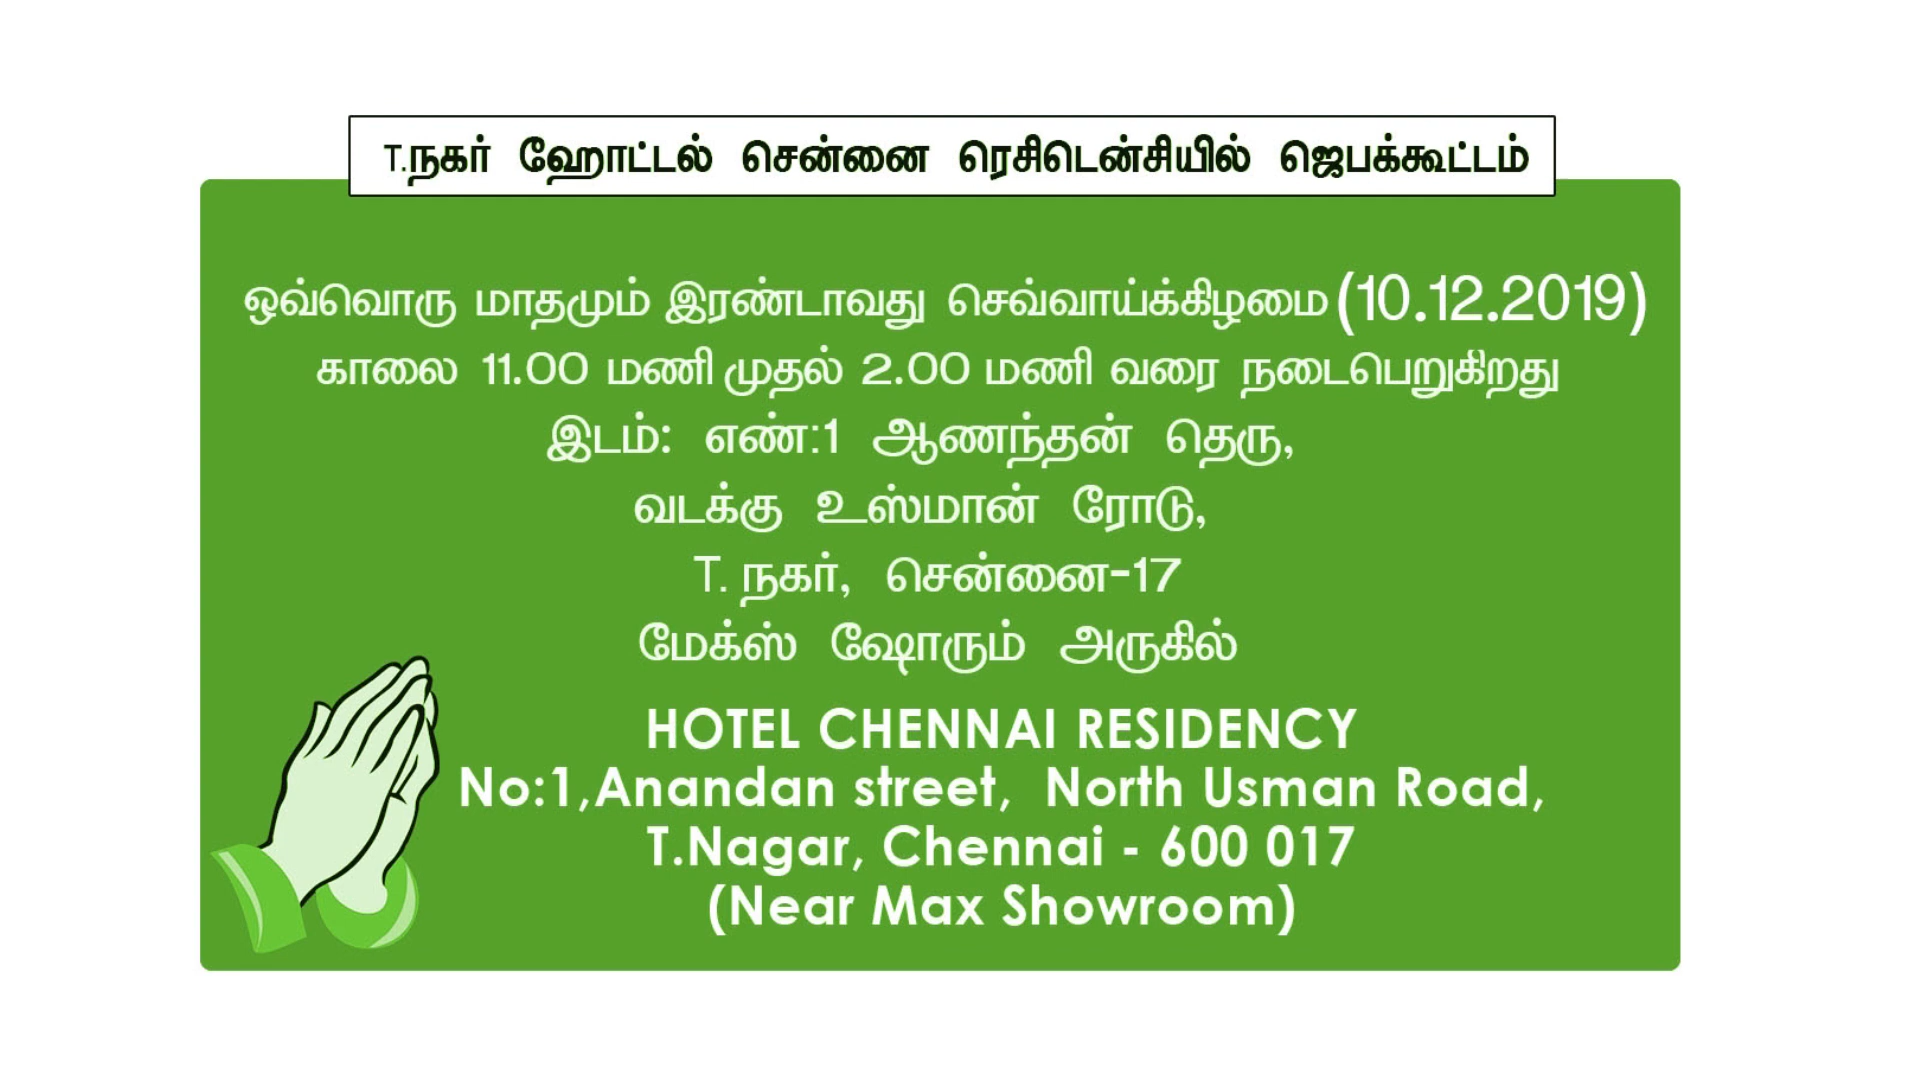 T.நகர் ஹோட்டல் சென்னை ரெசிடென்சியில் ஜெபக்கூட்டம்
ஒவ்வொரு மாதமும் இரண்டாவது செவ்வாய்க்கிழமை (10.12.2019)
காலை 11.00 மணி முதல் 2.00 மணி வரை நடைபெறுகிறது
இடம்: எண்:1 ஆணந்தன் தெரு,
வடக்கு உஸ்மான் ரோடு,
T. நகர், சென்னை-17
மேக்ஸ் ஷோரும் அருகில்
HOTEL CHENNAI RESIDENCY
No:1,Anandan street, North Usman Road,
T.Nagar, Chennai - 600 017
(Near Max Showroom)